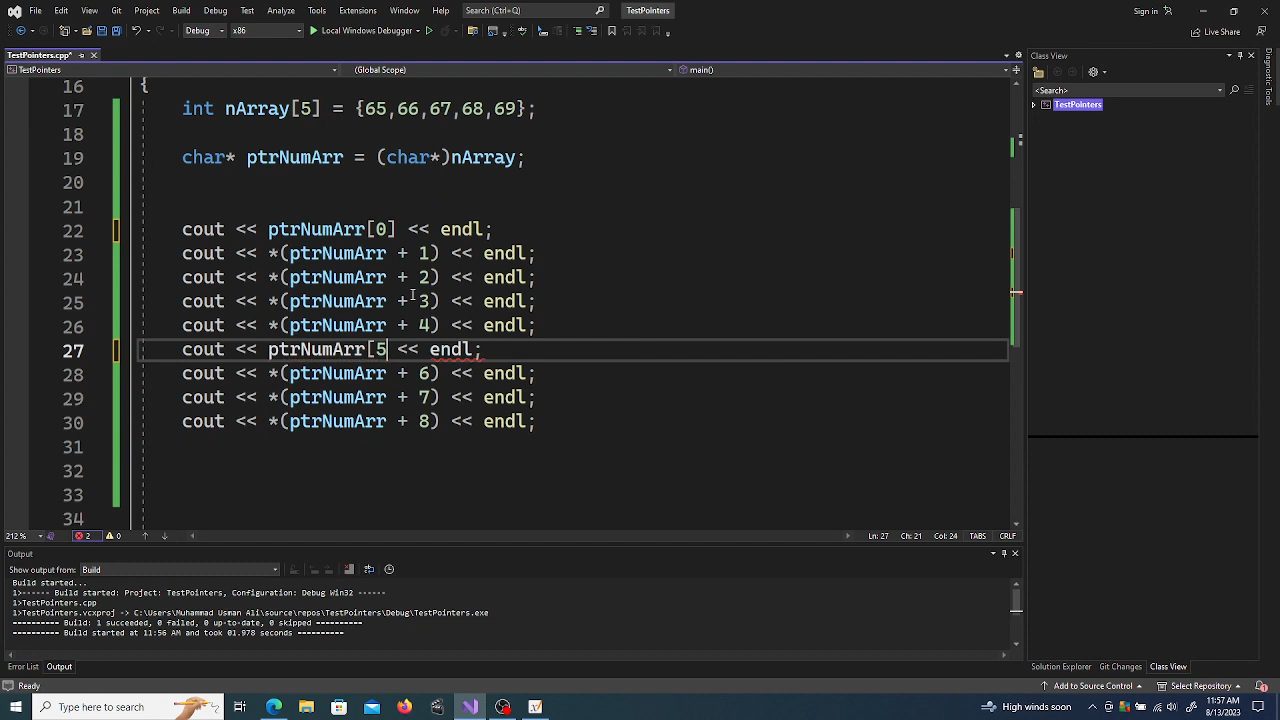 File Edit View Git Project Build Debug Test Analyze Tools Extensions Window Help Search (Ctrl+Q) TestPointers Sign in
Debug x86 Local Windows Debugger Live Share
TestPointers.cpp*
TestPointers (Global Scope) main()
16 {
17 int nArray[5] = {65,66,67,68,69};
18
19 char* ptrNumArr = (char*)nArray;
20
21
22 cout << ptrNumArr[0] << endl;
23 cout << *(ptrNumArr + 1) << endl;
24 cout << *(ptrNumArr + 2) << endl;
25 cout << *(ptrNumArr + 3) << endl;
26 cout << *(ptrNumArr + 4) << endl;
27 cout << ptrNumArr[5 << endl;
28 cout << *(ptrNumArr + 6) << endl;
29 cout << *(ptrNumArr + 7) << endl;
30 cout << *(ptrNumArr + 8) << endl;
31
32
33
34
212 % 2 0 Ln: 27 Ch: 21 Col: 24 TABS CRLF
Output
Show output from: Build
Build started...
1>------ Build started: Project: TestPointers, Configuration: Debug Win32 ------
1>TestPointers.cpp
1>TestPointers.vcxproj -> C:\Users\Muhammad Usman Ali\source\repos\TestPointers\Debug\TestPointers.exe
========== Build: 1 succeeded, 0 failed, 0 up-to-date, 0 skipped ==========
========== Build started at 11:56 AM and took 01.978 seconds ==========
Error List Output
Class View
<Search>
TestPointers
Diagnostic Tools
Solution Explorer Git Changes Class View
Ready Add to Source Control Select Repository
Type here to search High winds soon 11:57 AM
8/13/2023